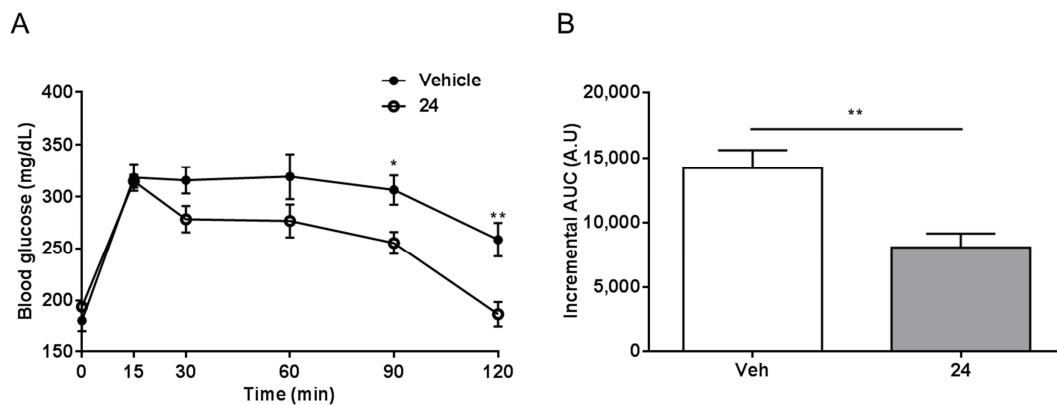 A
Vehicle
24
Blood glucose (mg/dL)
400
350
300
250
200
150
*
**
0 15 30 60 90 120
Time (min)
B
Incremental AUC (A.U)
20,000
15,000
10,000
5,000
0
**
Veh 24